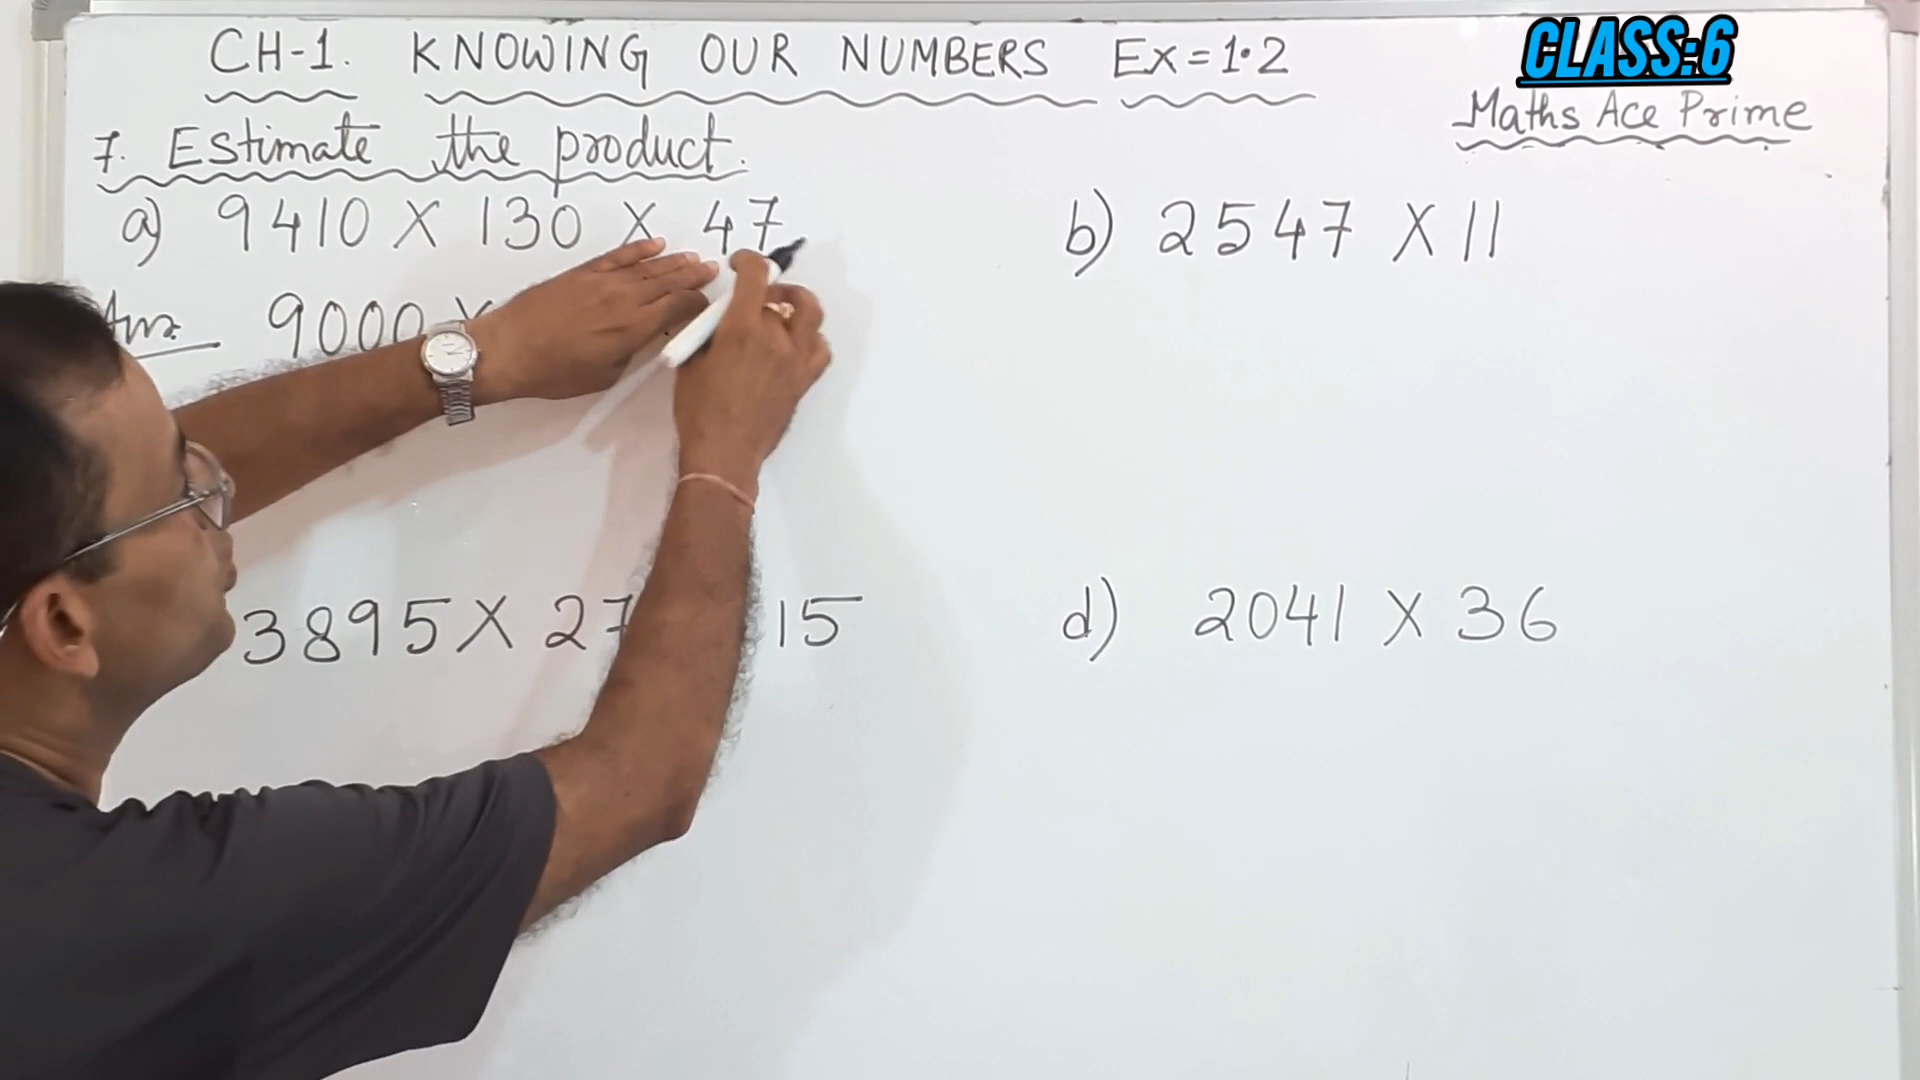 CH-1. KNOWING OUR NUMBERS Ex=1.2
CLASS:6
Maths Ace Prime
7. Estimate the product.
a) 9410 X 130 X 47
b) 2547 X 11
Ans. 9000 X
3895 X 27 15
d) 2041 X 36